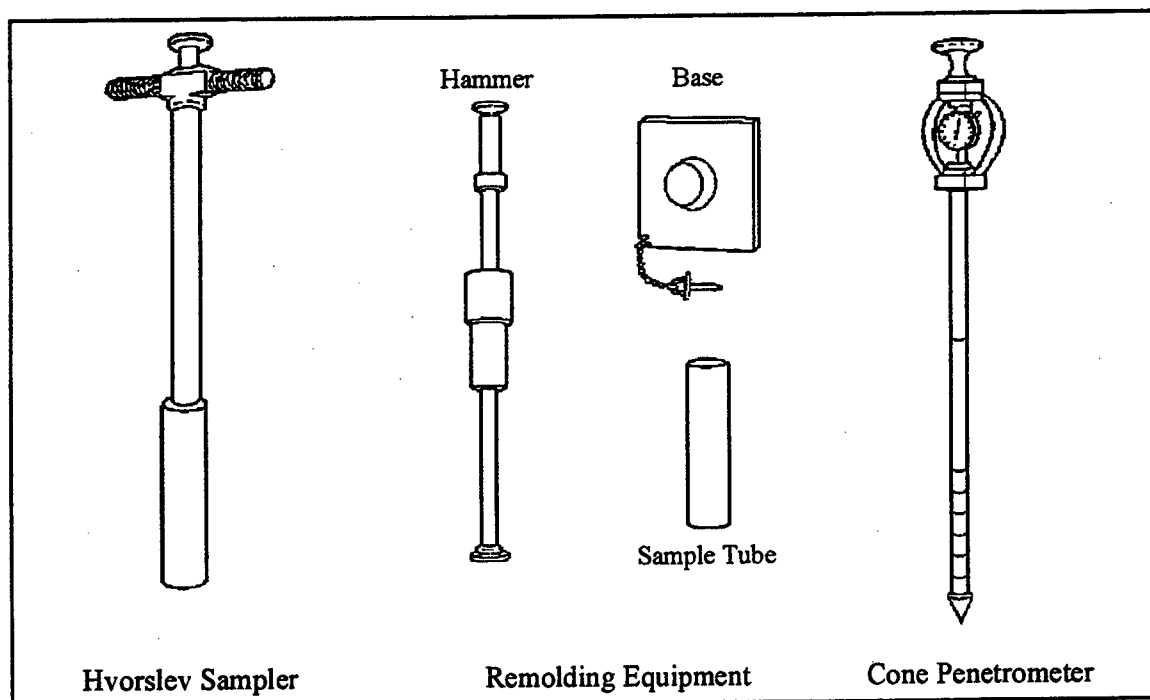 Hammer
Base
Sample Tube
Hvorslev Sampler
Remolding Equipment
Cone Penetrometer